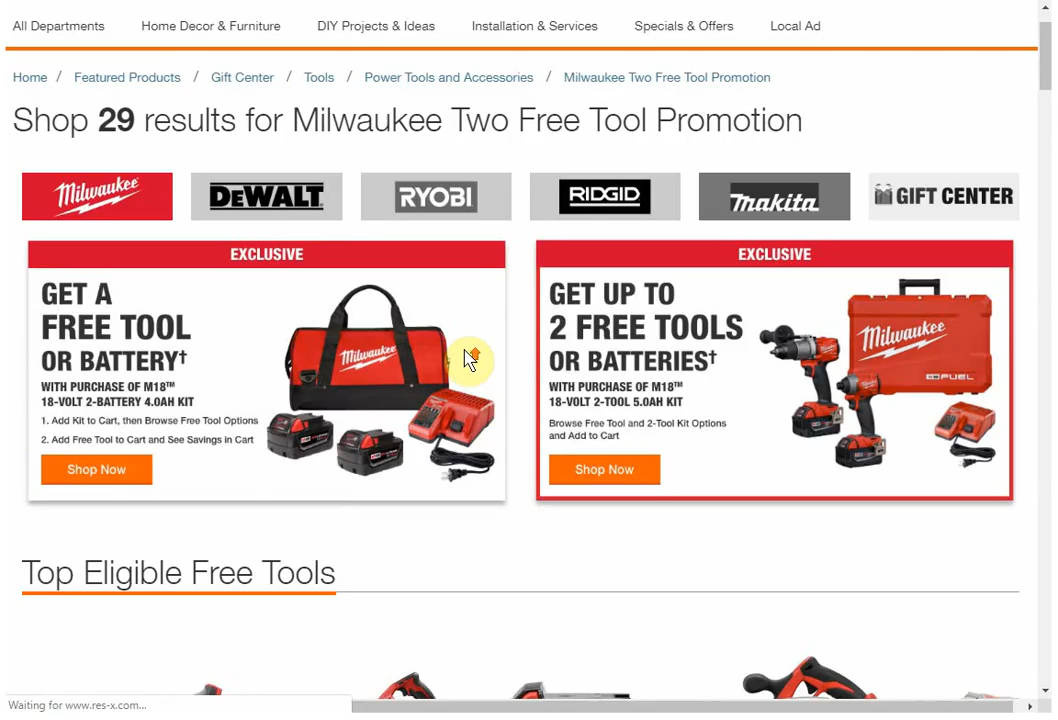 All Departments Home Decor & Furniture DIY Projects & Ideas Installation & Services Specials & Offers Local Ad
Home / Featured Products / Gift Center / Tools / Power Tools and Accessories / Milwaukee Two Free Tool Promotion
Shop 29 results for Milwaukee Two Free Tool Promotion
Milwaukee DEWALT RYOBI RIDGID makita GIFT CENTER
EXCLUSIVE
GET A
FREE TOOL
OR BATTERY†
WITH PURCHASE OF M18™
18-VOLT 2-BATTERY 4.0AH KIT
1. Add Kit to Cart, then Browse Free Tool Options
2. Add Free Tool to Cart and See Savings in Cart
Shop Now
Milwaukee
EXCLUSIVE
GET UP TO
2 FREE TOOLS
OR BATTERIES†
WITH PURCHASE OF M18™
18-VOLT 2-TOOL 5.0AH KIT
Browse Free Tool and 2-Tool Kit Options
and Add to Cart
Shop Now
Milwaukee
FUEL
Top Eligible Free Tools
Waiting for www.res-x.com...